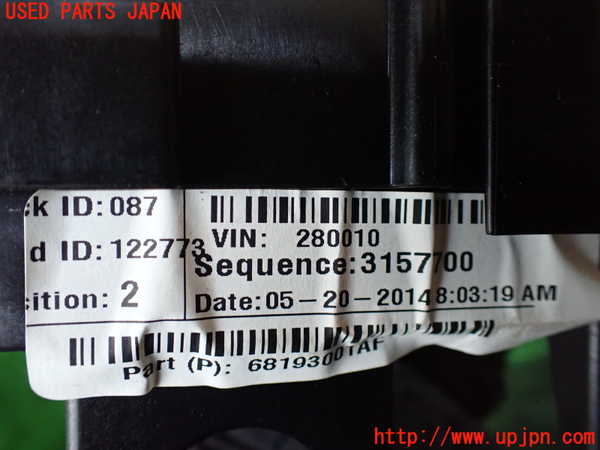 USED PARTS JAPAN
ck ID: 087
VIN: 280010
d ID: 122773
Sequence:3157700
sition: 2
Date:05-20-2014 8:03:19 AM
Part (P): 68193001AF
http://www.upjpn.com